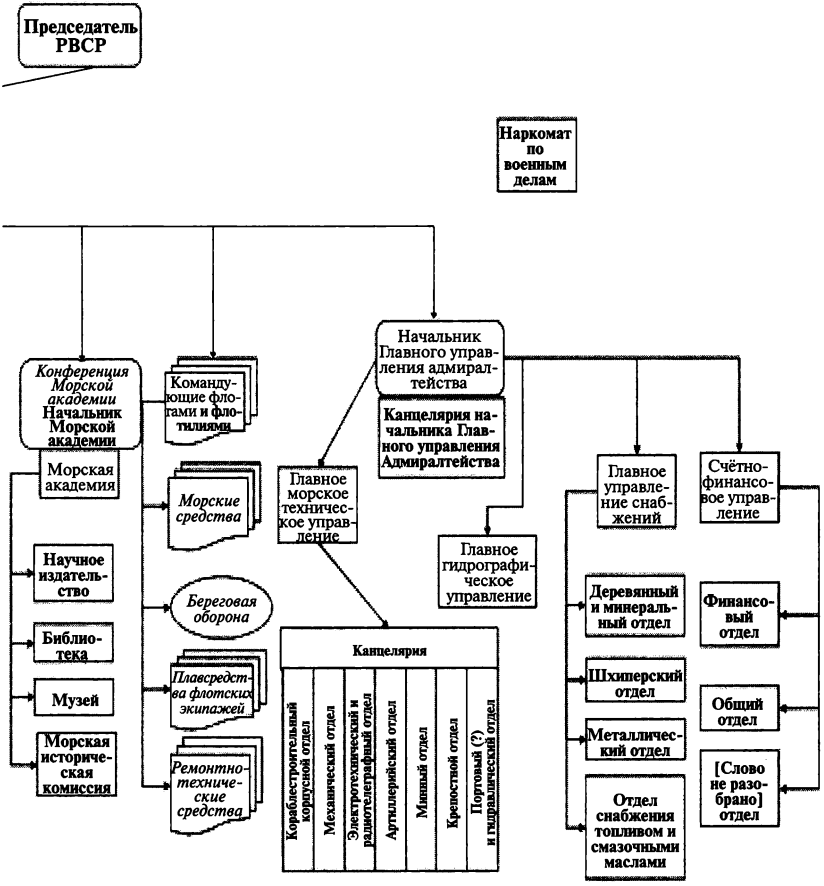 Председатель
РВСР
Наркомат
по
военным
делам
Начальник
Главного управ-
ления адмирал-
тейства
Канцелярия на-
чальника Глав-
ного управления
Адмиралтейства
Конференция
Морской
академии
Начальник
Морской
академии
Морская
академия
Научное
издатель-
ство
Библио-
тека
Музей
Морская
историче-
ская
комиссия
Команду-
ющие фло-
тами и фло-
тилиями
Морские
средства
Береговая
оборона
Плавсредст-
ва флотских
экипажей
Ремонтно-
техниче-
ские
средства
Главное
морское
техничес-
кое управ-
ление
Канцелярия
Кораблестроительный
корпусной отдел
Механический отдел
Электротехнический и
радиотелеграфный отдел
Артиллерийский отдел
Минный отдел
Крепостной отдел
Портовый (?)
и гидравлический отдел
Главное
гидрографи-
ческое
управление
Главное
управле-
ние снаб-
жений
Деревянный
и минераль-
ный отдел
Шхиперский
отдел
Металличес-
кий отдел
Отдел
снабжения
топливом и
смазочными
маслами
Счётно-
финансо-
вое управ-
ление
Финансо-
вый
отдел
Общий
отдел
[Слово
не разо-
брано]
отдел